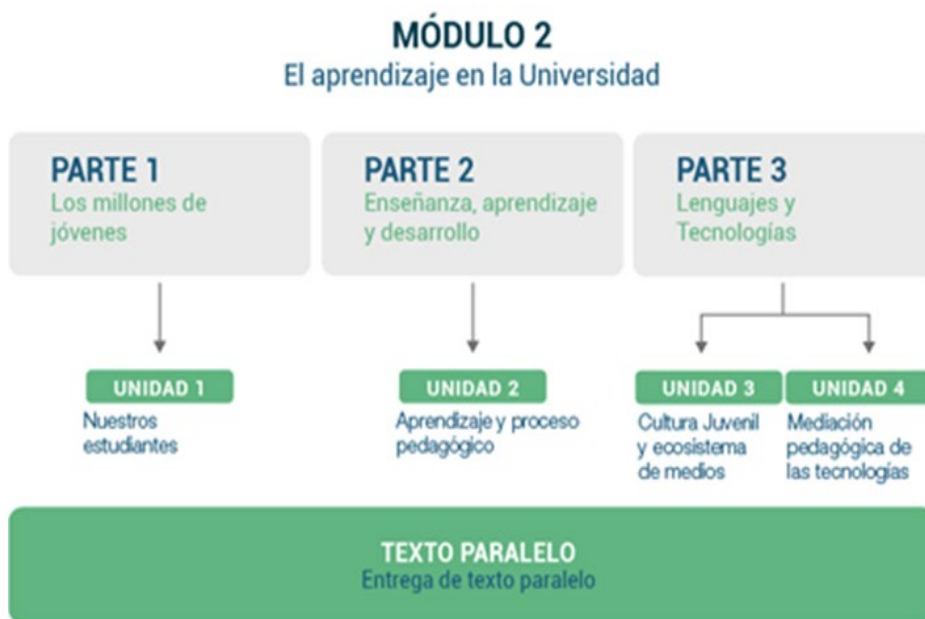 MÓDULO 2
El aprendizaje en la Universidad
PARTE 1
Los millones de
jóvenes
PARTE 2
Enseñanza, aprendizaje
y desarrollo
PARTE 3
Lenguajes y
Tecnologías
UNIDAD 1
Nuestros
estudiantes
UNIDAD 2
Aprendizaje y proceso
pedagógico
UNIDAD 3
Cultura Juvenil
y ecosistema
de medios
UNIDAD 4
Mediación
pedagógica de
las tecnologías
TEXTO PARALELO
Entrega de texto paralelo